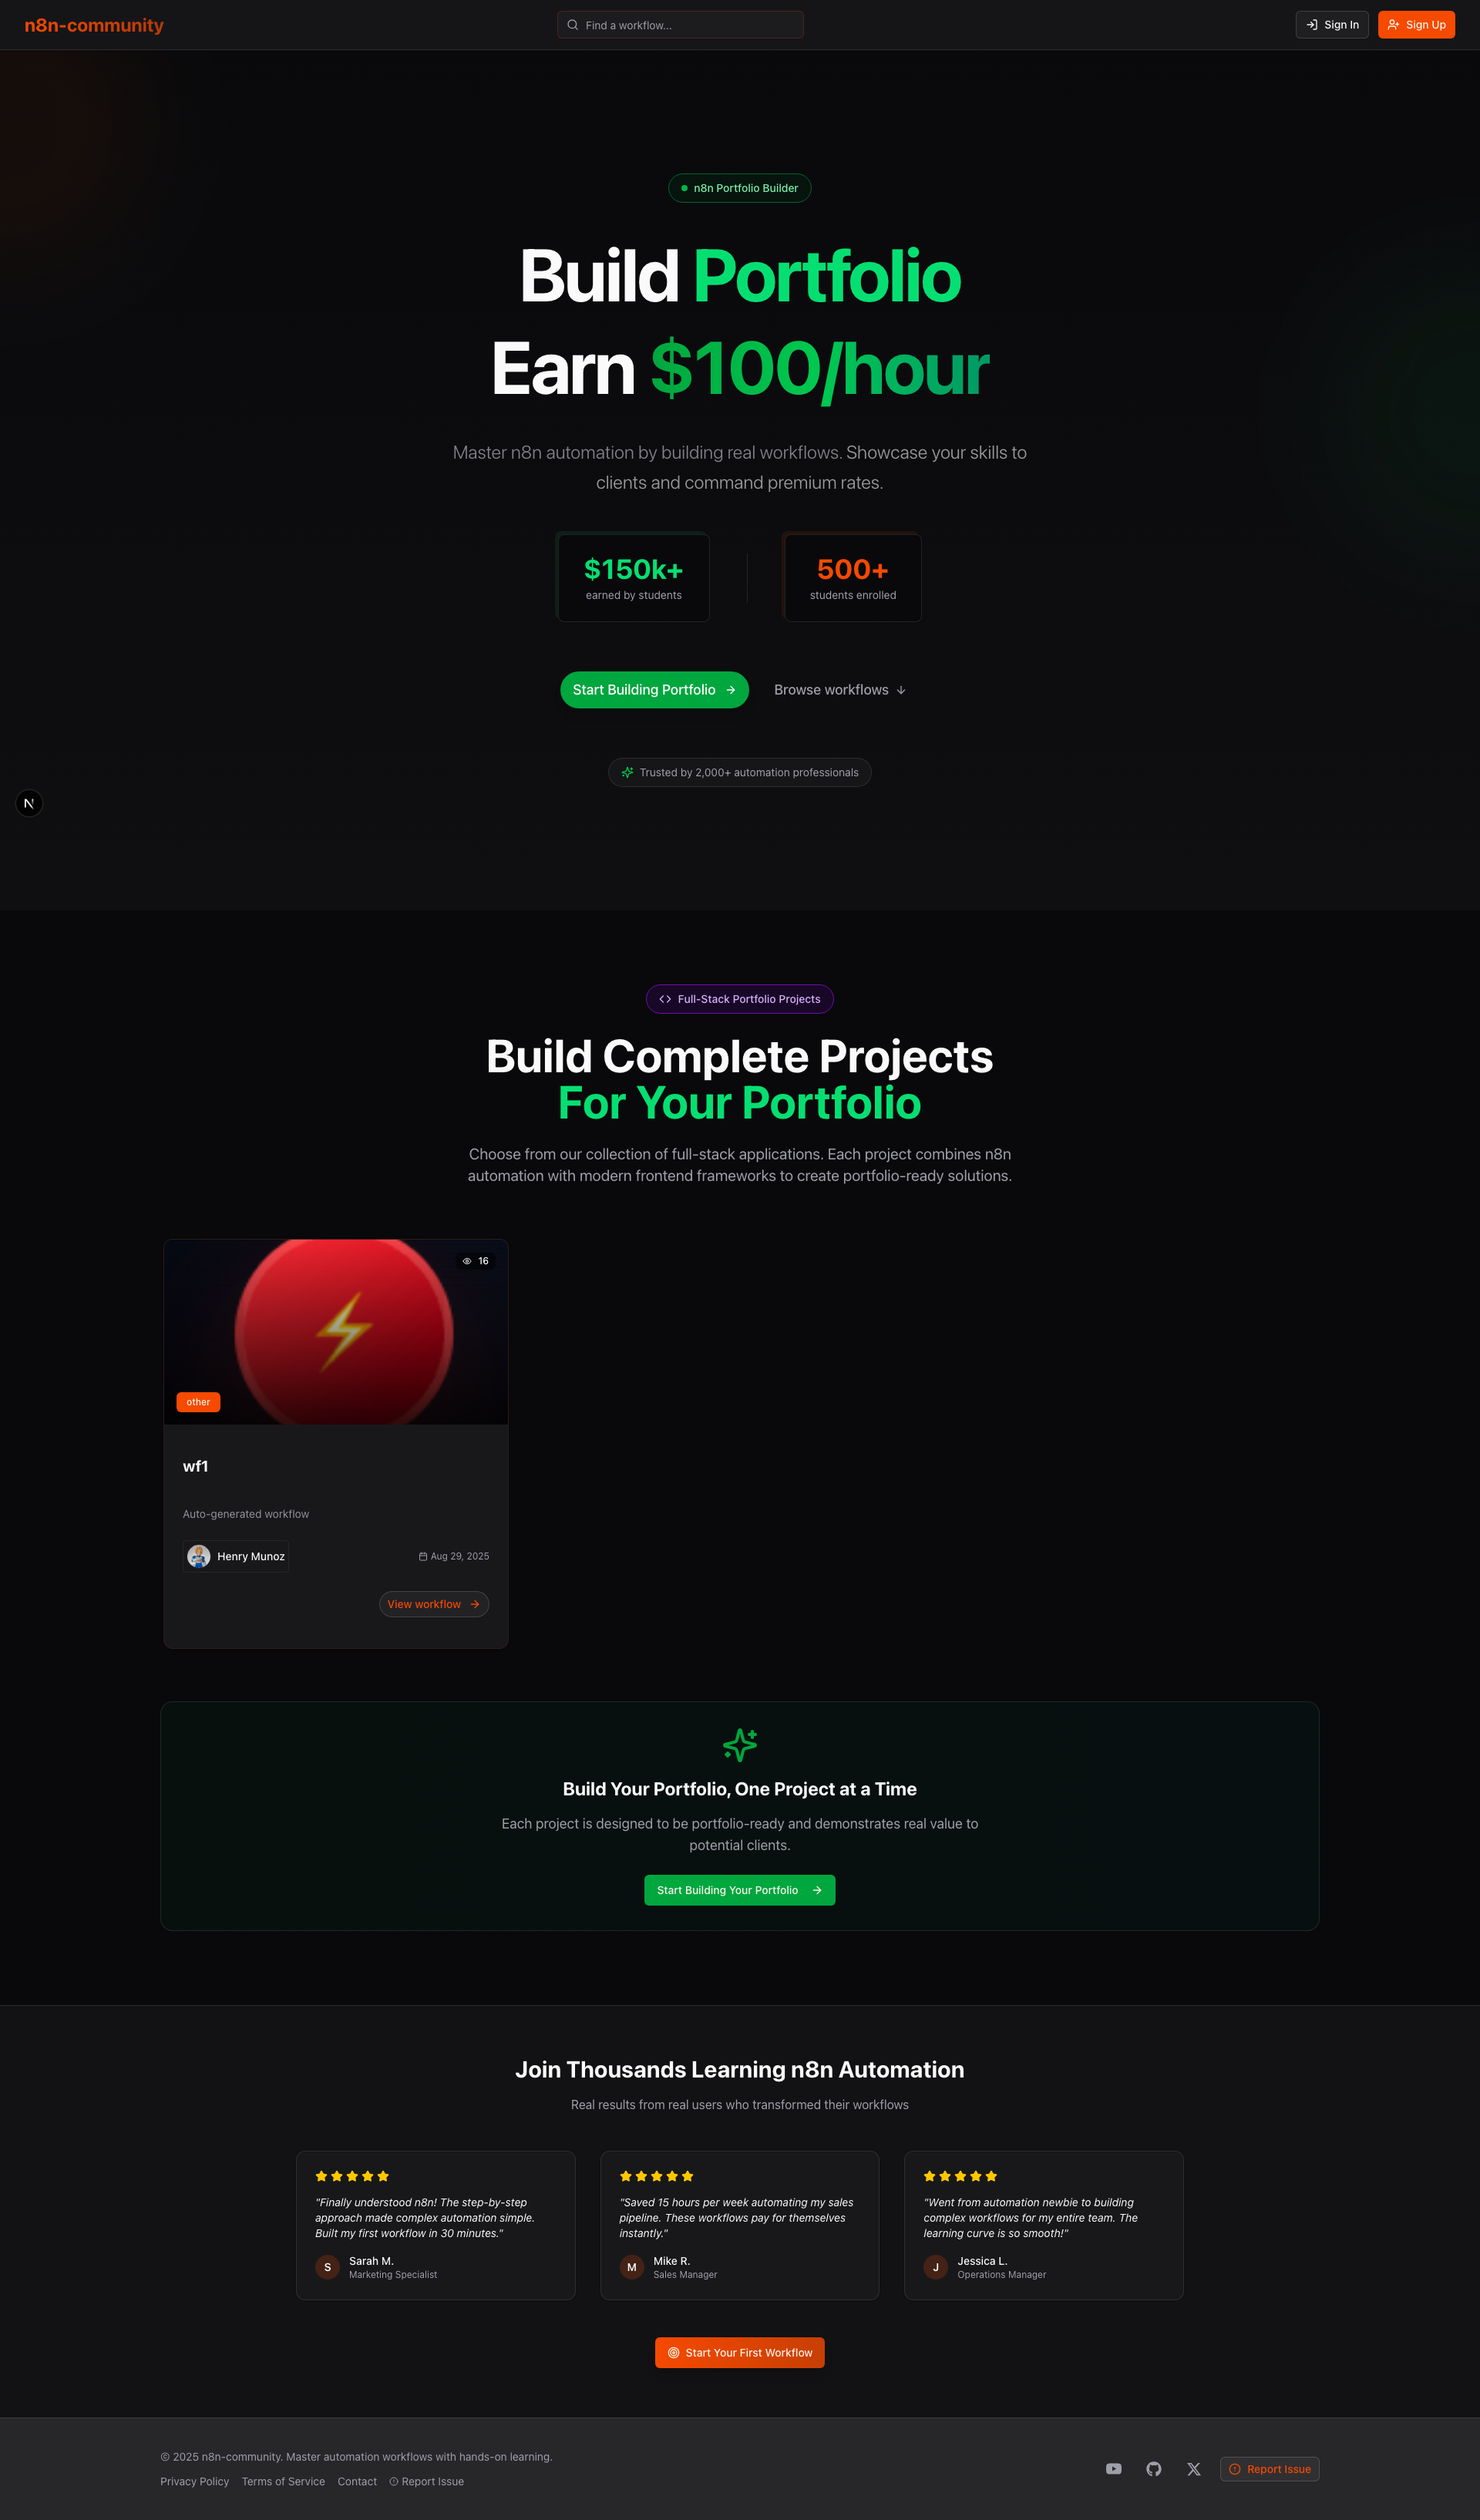 n8n-community
Find a workflow...
Sign In
Sign Up
n8n Portfolio Builder
Build Portfolio
Earn $100/hour
Master n8n automation by building real workflows. Showcase your skills to
clients and command premium rates.
$150k+
earned by students
500+
students enrolled
Start Building Portfolio
Browse workflows
Trusted by 2,000+ automation professionals
N
Full-Stack Portfolio Projects
Build Complete Projects
For Your Portfolio
Choose from our collection of full-stack applications. Each project combines n8n
automation with modern frontend frameworks to create portfolio-ready solutions.
16
other
wf1
Auto-generated workflow
Henry Munoz
Aug 29, 2025
View workflow
Build Your Portfolio, One Project at a Time
Each project is designed to be portfolio-ready and demonstrates real value to
potential clients.
Start Building Your Portfolio
Join Thousands Learning n8n Automation
Real results from real users who transformed their workflows
"Finally understood n8n! The step-by-step
approach made complex automation simple.
Built my first workflow in 30 minutes."
S
Sarah M.
Marketing Specialist
"Saved 15 hours per week automating my sales
pipeline. These workflows pay for themselves
instantly."
M
Mike R.
Sales Manager
"Went from automation newbie to building
complex workflows for my entire team. The
learning curve is so smooth!"
J
Jessica L.
Operations Manager
Start Your First Workflow
© 2025 n8n-community. Master automation workflows with hands-on learning.
Privacy Policy
Terms of Service
Contact
Report Issue
Report Issue